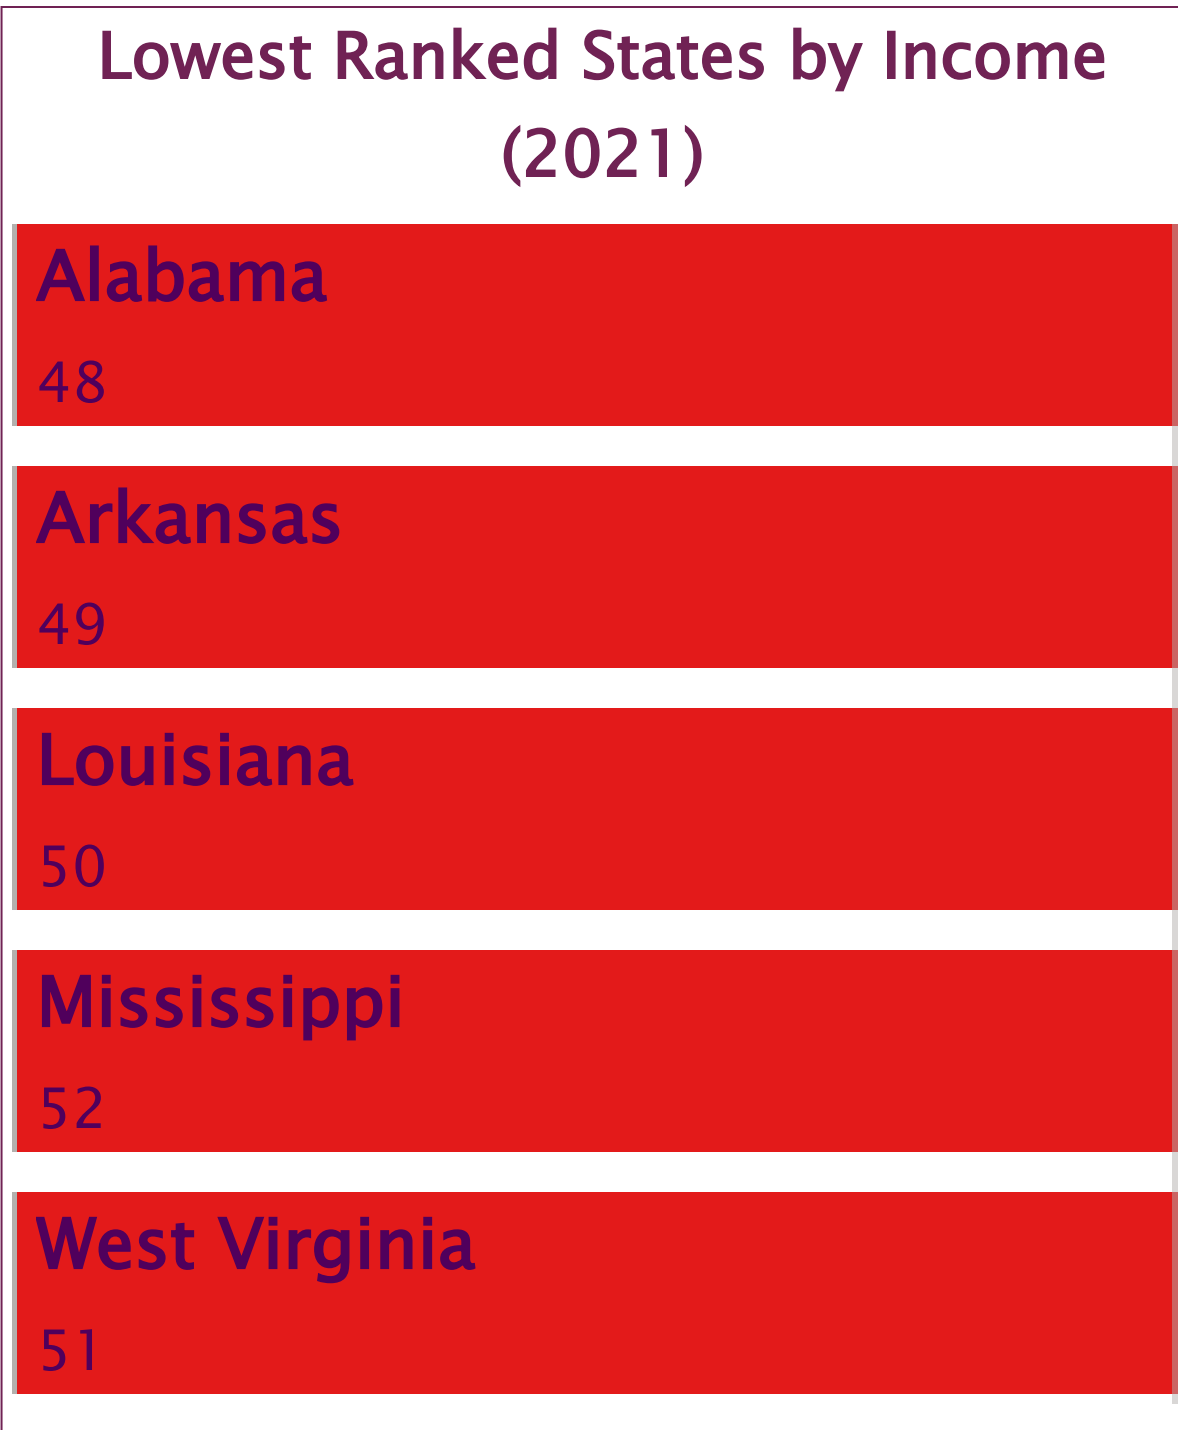 Lowest Ranked States by Income
(2021)
Alabama
48
Arkansas
49
Louisiana
50
Mississippi
52
West Virginia
51